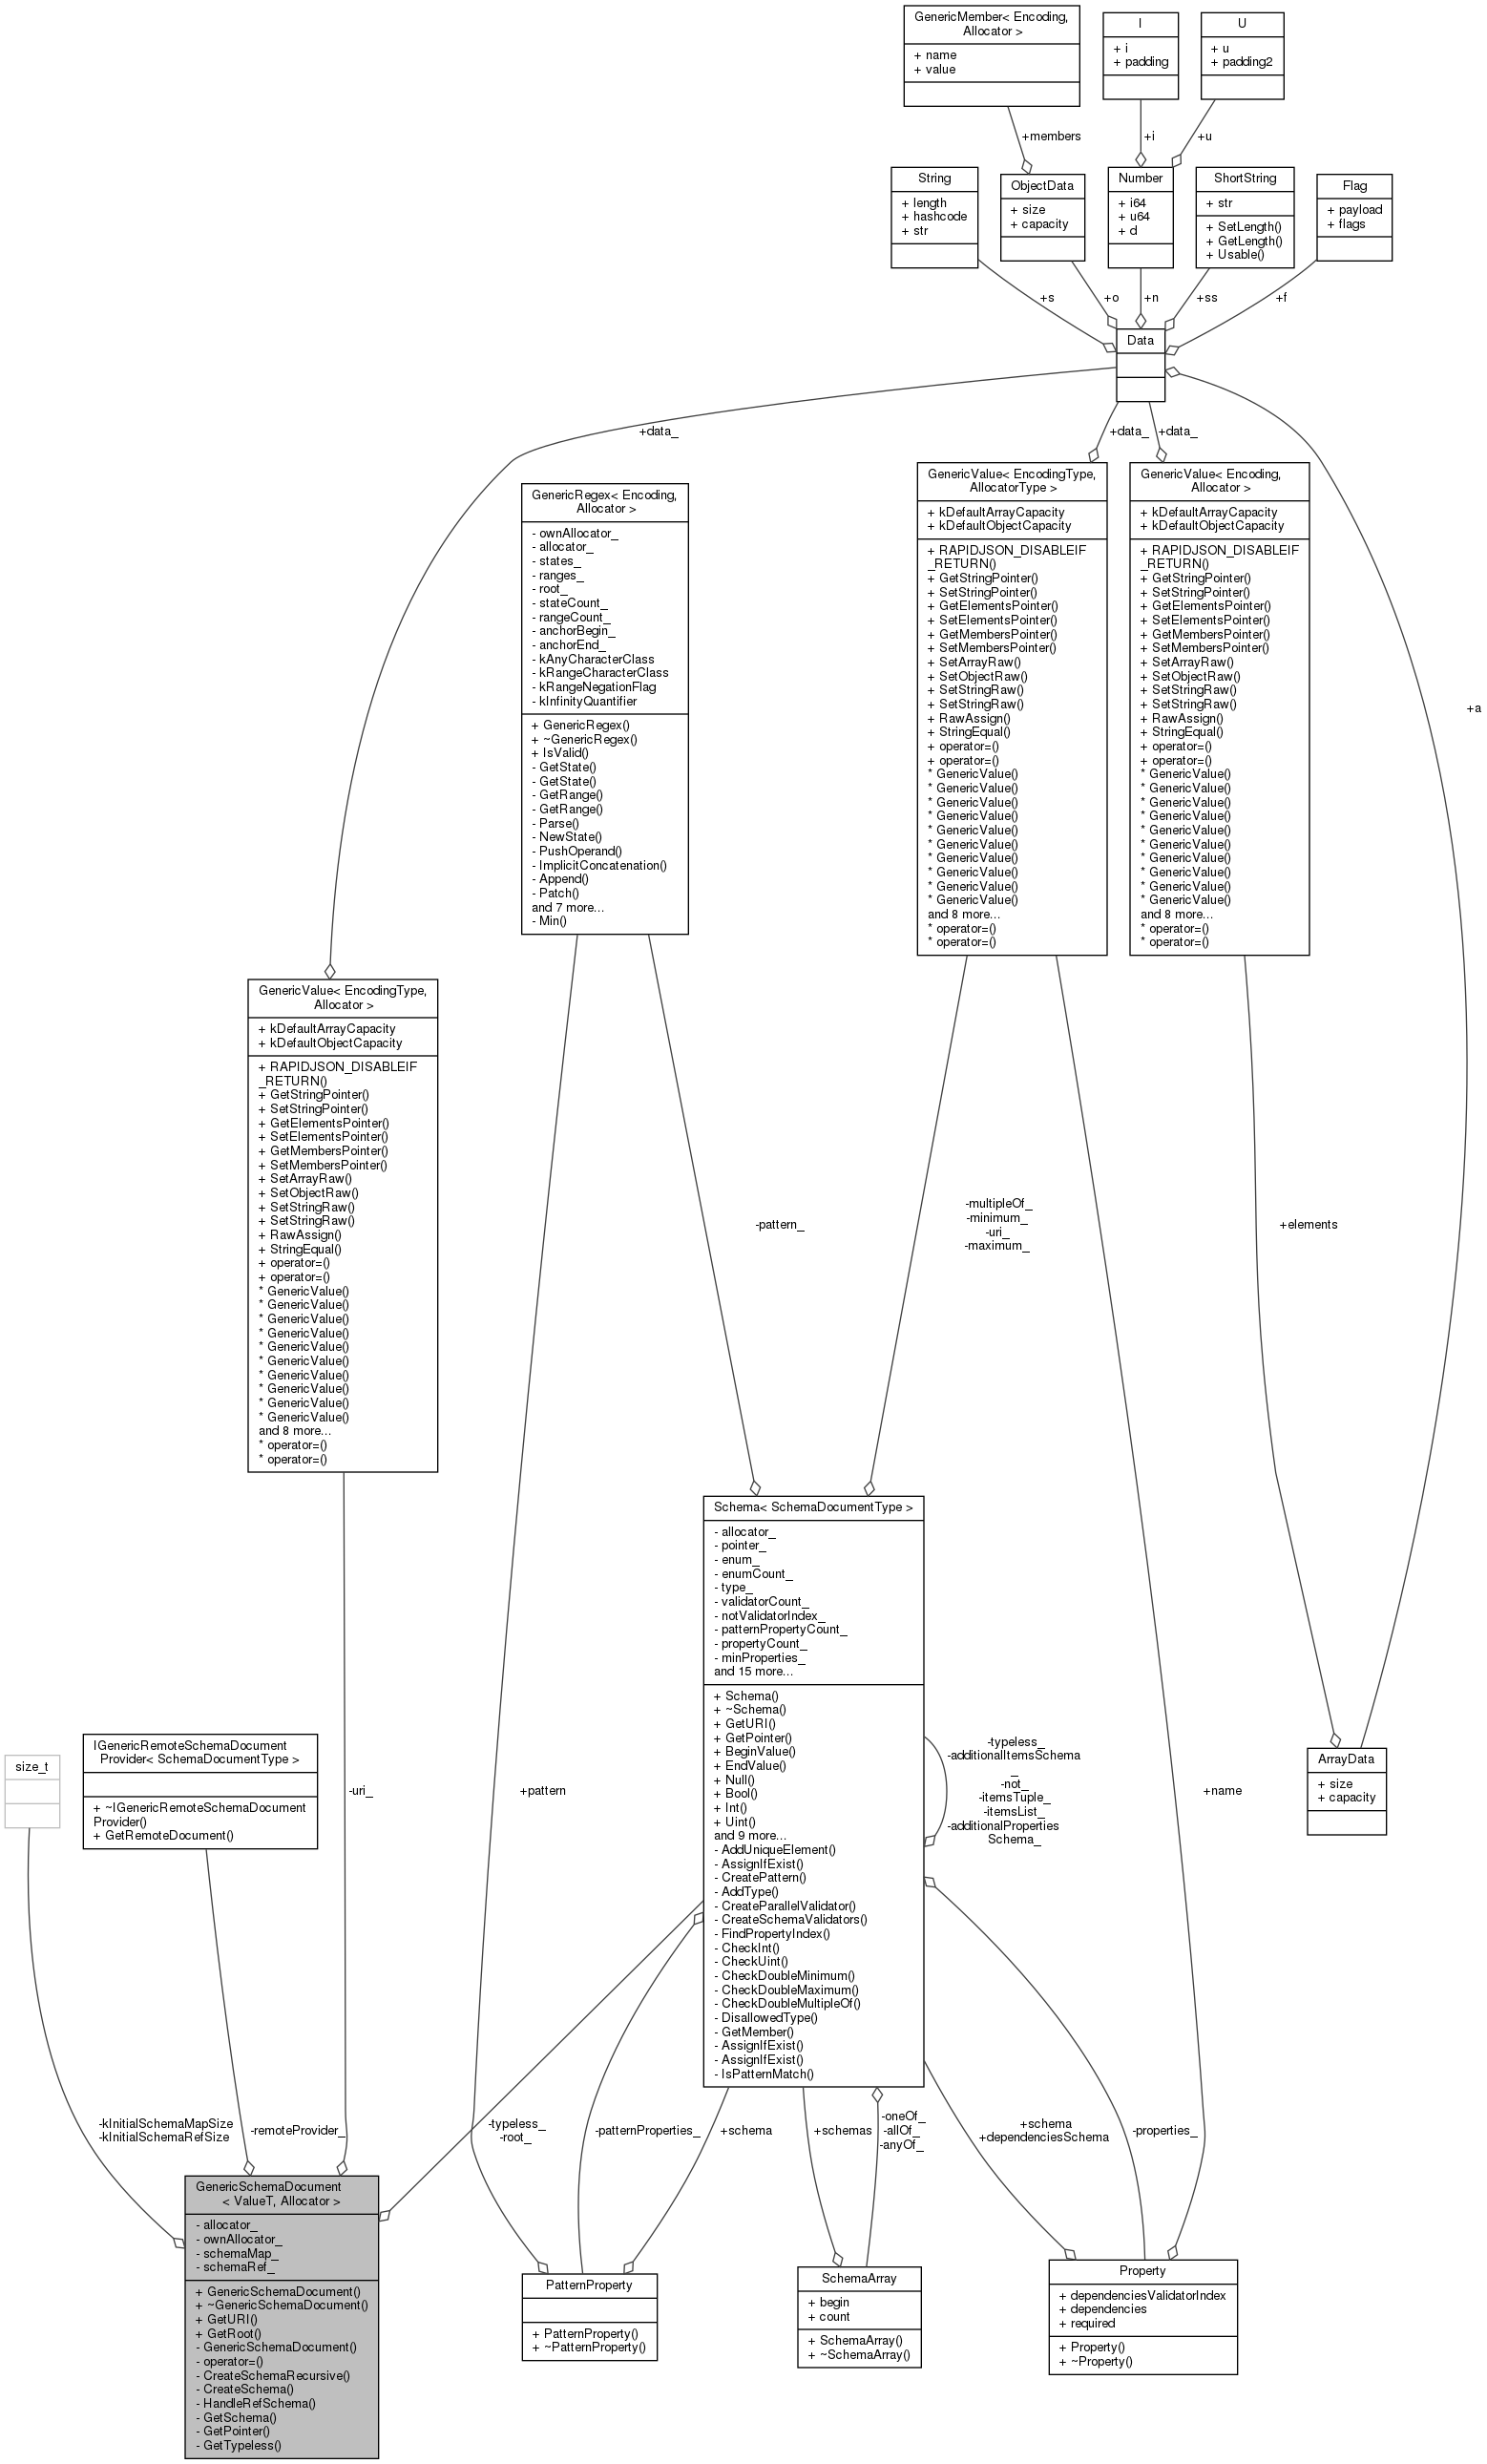 GenericMember< Encoding,
Allocator >
+ name
+ value
I
+ i
+ padding
U
+ u
+ padding2
+members
+i
+u
String
+ length
+ hashcode
+ str
ObjectData
+ size
+ capacity
Number
+ i64
+ u64
+ d
ShortString
+ str
+ SetLength()
+ GetLength()
+ Usable()
Flag
+ payload
+ flags
+s
+o
+n
+ss
+f
Data
+data_
+data_
+data_
+a
GenericRegex< Encoding,
Allocator >
- ownAllocator_
- allocator_
- states_
- ranges_
- root_
- stateCount_
- rangeCount_
- anchorBegin_
- anchorEnd_
- kAnyCharacterClass
- kRangeCharacterClass
- kRangeNegationFlag
- kInfinityQuantifier
+ GenericRegex()
+ ~GenericRegex()
+ IsValid()
- GetState()
- GetState()
- GetRange()
- GetRange()
- Parse()
- NewState()
- PushOperand()
- ImplicitConcatenation()
- Append()
- Patch()
and 7 more...
- Min()
GenericValue< EncodingType,
AllocatorType >
+ kDefaultArrayCapacity
+ kDefaultObjectCapacity
+ RAPIDJSON_DISABLEIF
_RETURN()
+ GetStringPointer()
+ SetStringPointer()
+ GetElementsPointer()
+ SetElementsPointer()
+ GetMembersPointer()
+ SetMembersPointer()
+ SetArrayRaw()
+ SetObjectRaw()
+ SetStringRaw()
+ SetStringRaw()
+ RawAssign()
+ StringEqual()
+ operator=()
+ operator=()
* GenericValue()
* GenericValue()
* GenericValue()
* GenericValue()
* GenericValue()
* GenericValue()
* GenericValue()
* GenericValue()
* GenericValue()
* GenericValue()
and 8 more...
* operator=()
* operator=()
GenericValue< Encoding,
Allocator >
+ kDefaultArrayCapacity
+ kDefaultObjectCapacity
+ RAPIDJSON_DISABLEIF
_RETURN()
+ GetStringPointer()
+ SetStringPointer()
+ GetElementsPointer()
+ SetElementsPointer()
+ GetMembersPointer()
+ SetMembersPointer()
+ SetArrayRaw()
+ SetObjectRaw()
+ SetStringRaw()
+ SetStringRaw()
+ RawAssign()
+ StringEqual()
+ operator=()
+ operator=()
* GenericValue()
* GenericValue()
* GenericValue()
* GenericValue()
* GenericValue()
* GenericValue()
* GenericValue()
* GenericValue()
* GenericValue()
* GenericValue()
and 8 more...
* operator=()
* operator=()
GenericValue< EncodingType,
Allocator >
+ kDefaultArrayCapacity
+ kDefaultObjectCapacity
+ RAPIDJSON_DISABLEIF
_RETURN()
+ GetStringPointer()
+ SetStringPointer()
+ GetElementsPointer()
+ SetElementsPointer()
+ GetMembersPointer()
+ SetMembersPointer()
+ SetArrayRaw()
+ SetObjectRaw()
+ SetStringRaw()
+ SetStringRaw()
+ RawAssign()
+ StringEqual()
+ operator=()
+ operator=()
* GenericValue()
* GenericValue()
* GenericValue()
* GenericValue()
* GenericValue()
* GenericValue()
* GenericValue()
* GenericValue()
* GenericValue()
* GenericValue()
and 8 more...
* operator=()
* operator=()
-pattern_
-multipleOf_
-minimum_
-uri_
-maximum_
+elements
Schema< SchemaDocumentType >
- allocator_
- pointer_
- enum_
- enumCount_
- type_
- validatorCount_
- notValidatorIndex_
- patternPropertyCount_
- propertyCount_
- minProperties_
and 15 more...
+ Schema()
+ ~Schema()
+ GetURI()
+ GetPointer()
+ BeginValue()
+ EndValue()
+ Null()
+ Bool()
+ Int()
+ Uint()
and 9 more...
- AddUniqueElement()
- AssignIfExist()
- CreatePattern()
- AddType()
- CreateParallelValidator()
- CreateSchemaValidators()
- FindPropertyIndex()
- CheckInt()
- CheckUint()
- CheckDoubleMinimum()
- CheckDoubleMaximum()
- CheckDoubleMultipleOf()
- DisallowedType()
- GetMember()
- AssignIfExist()
- AssignIfExist()
- IsPatternMatch()
size_t
IGenericRemoteSchemaDocument
Provider< SchemaDocumentType >
+ ~IGenericRemoteSchemaDocument
Provider()
+ GetRemoteDocument()
-uri_
+pattern
-typeless_
-additionalItemsSchema
_
-not_
-itemsTuple_
-itemsList_
-additionalProperties
Schema_
+name
ArrayData
+ size
+ capacity
-kInitialSchemaMapSize
-kInitialSchemaRefSize
-remoteProvider_
-typeless_
-root_
-patternProperties_
+schema
+schemas
-oneOf_
-allOf_
-anyOf_
+schema
+dependenciesSchema
-properties_
GenericSchemaDocument
< ValueT, Allocator >
- allocator_
- ownAllocator_
- schemaMap_
- schemaRef_
+ GenericSchemaDocument()
+ ~GenericSchemaDocument()
+ GetURI()
+ GetRoot()
- GenericSchemaDocument()
- operator=()
- CreateSchemaRecursive()
- CreateSchema()
- HandleRefSchema()
- GetSchema()
- GetPointer()
- GetTypeless()
PatternProperty
+ PatternProperty()
+ ~PatternProperty()
SchemaArray
+ begin
+ count
+ SchemaArray()
+ ~SchemaArray()
Property
+ dependenciesValidatorIndex
+ dependencies
+ required
+ Property()
+ ~Property()